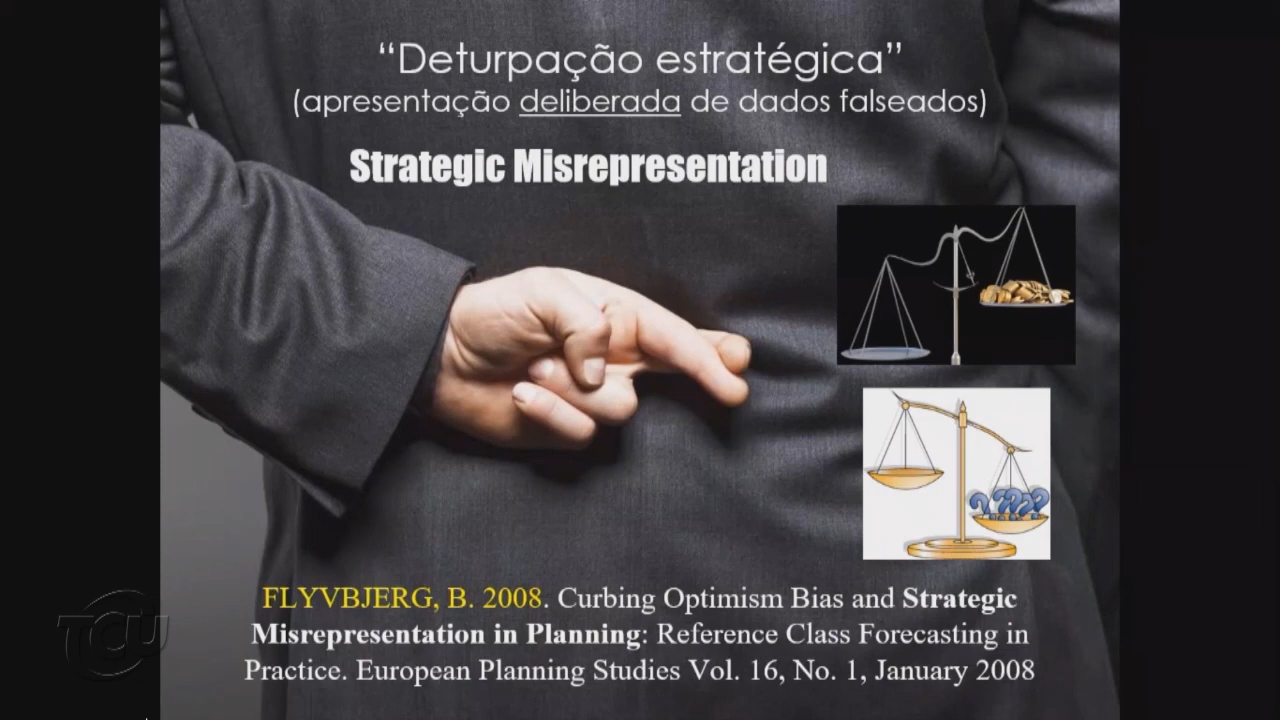 “Deturpação estratégica”
(apresentação deliberada de dados falseados)
Strategic Misrepresentation
FLYVBJERG, B. 2008. Curbing Optimism Bias and Strategic
Misrepresentation in Planning: Reference Class Forecasting in
Practice. European Planning Studies Vol. 16, No. 1, January 2008
TCU
????